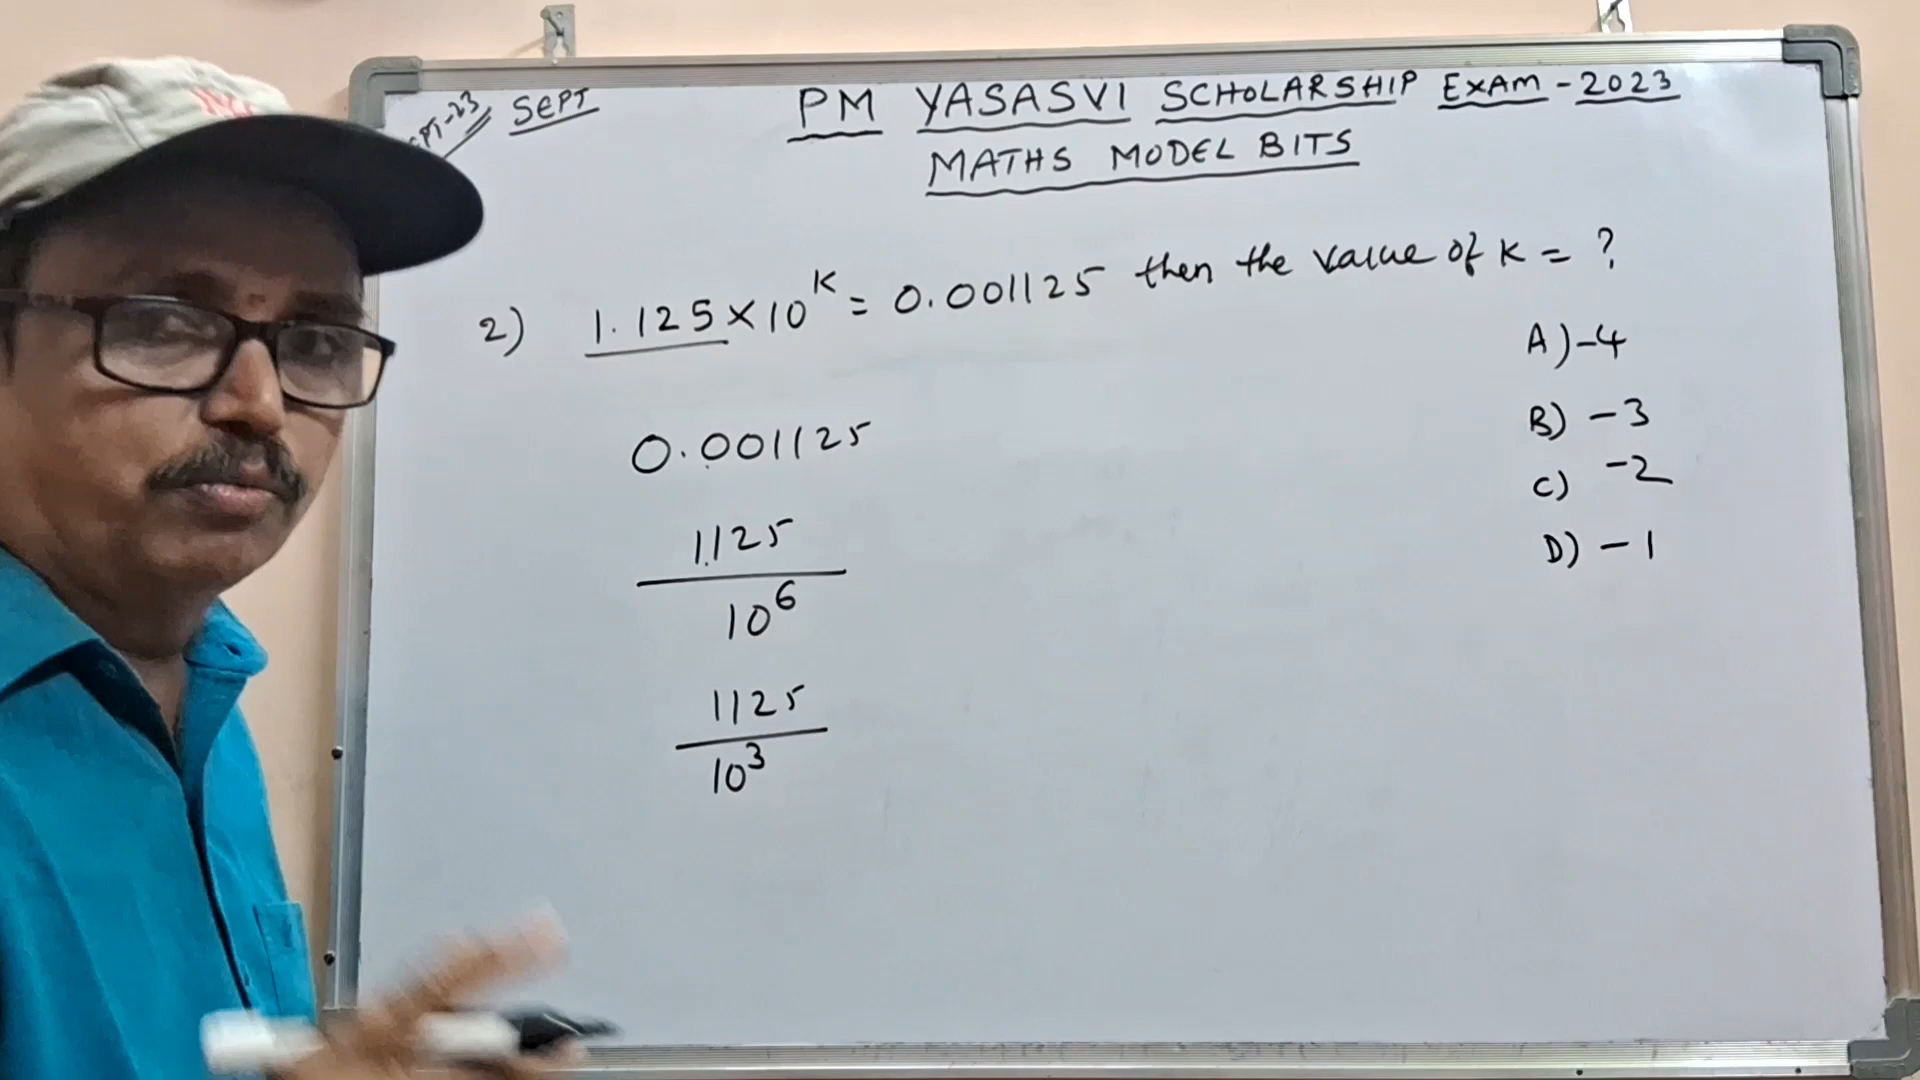 SEPT
PM YASASVI SCHOLARSHIP EXAM - 2023
MATHS MODEL BITS
2) 1.125 × 10^K = 0.001125 then the value of K = ?
A) -4
B) -3
C) -2
D) -1
0.001125
1125
10^6
1125
10^3